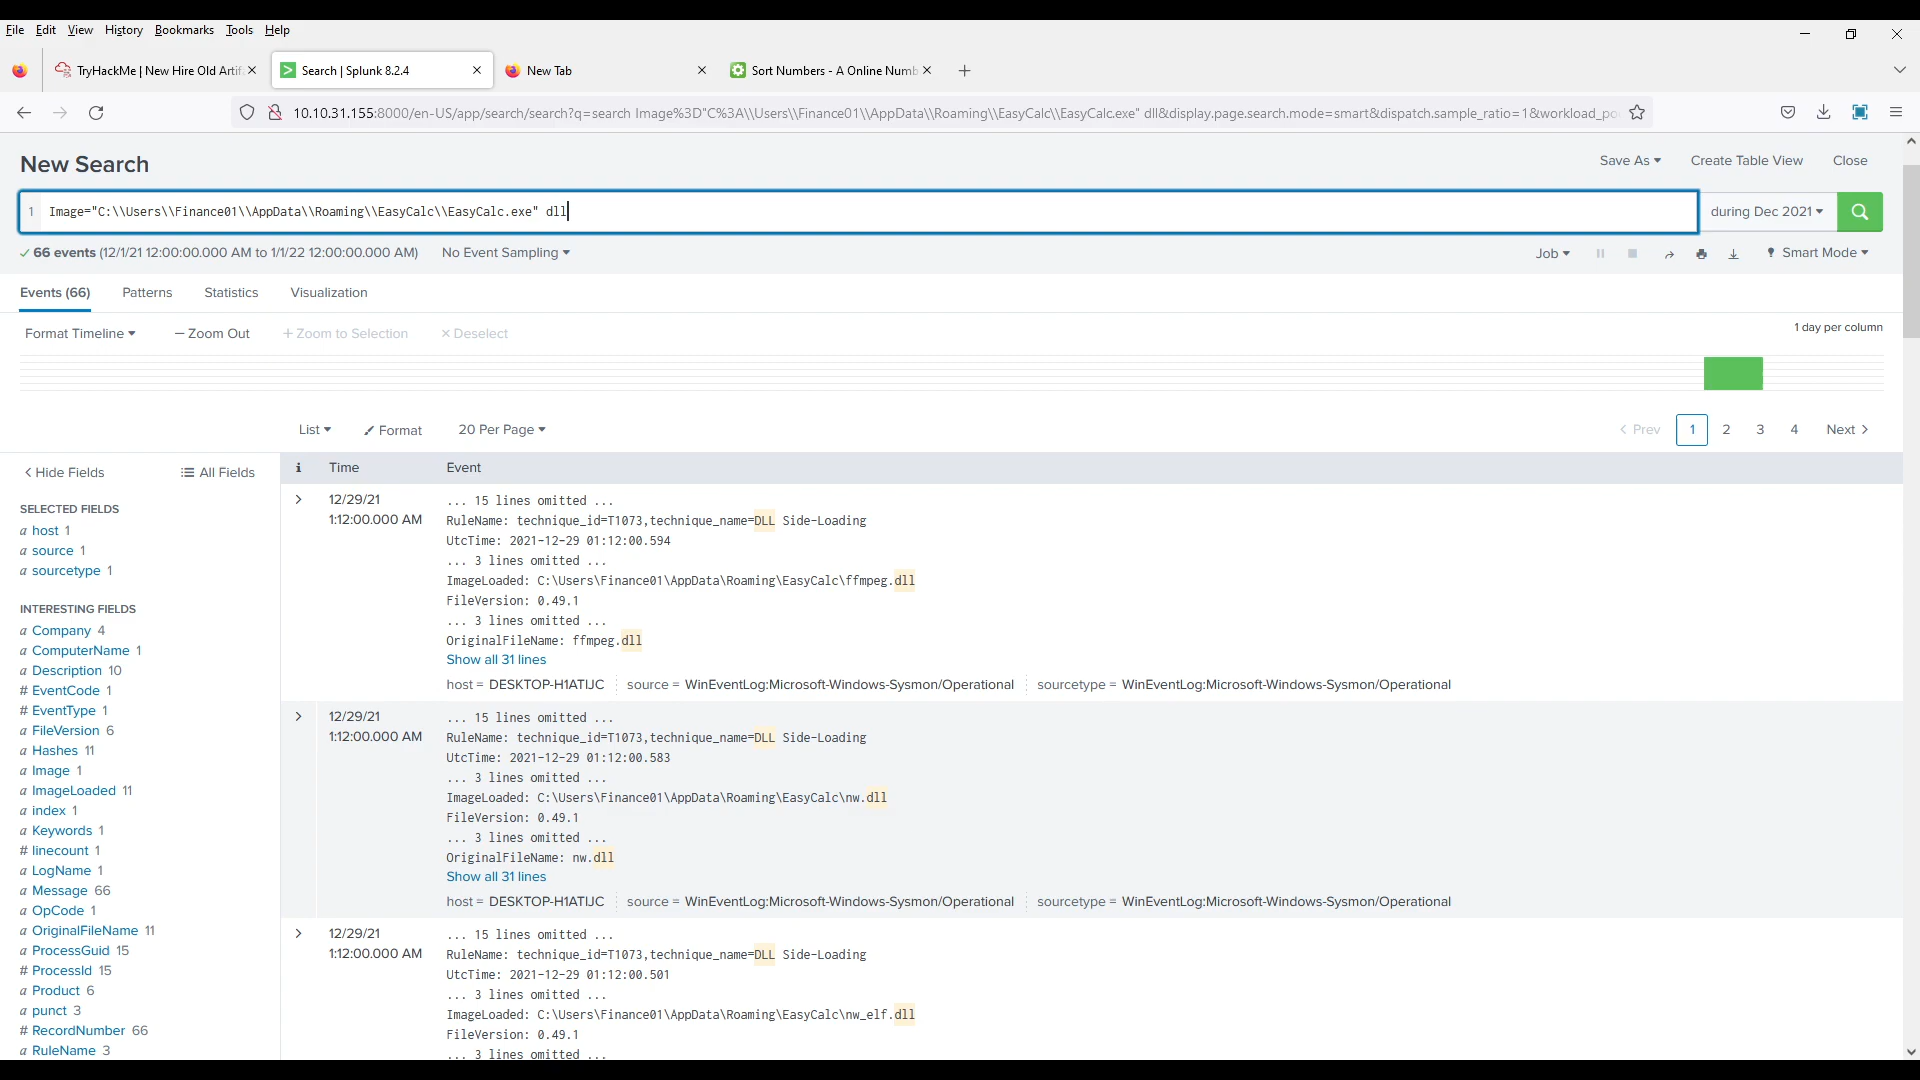 File Edit View History Bookmarks Tools Help
TryHackMe | New Hire Old Artif
Search | Splunk 8.2.4
New Tab
Sort Numbers - A Online Numb
10.10.31.155:8000/en-US/app/search/search?q=search Image%3D"C%3A\\Users\\Finance01\\AppData\\Roaming\\EasyCalc\\EasyCalc.exe" dll&display.page.search.mode=smart&dispatch.sample_ratio=1&workload_po
New Search
Save As Create Table View Close
1 Image="C:\\Users\\Finance01\\AppData\\Roaming\\EasyCalc\\EasyCalc.exe" dll
during Dec 2021
66 events (12/1/21 12:00:00.000 AM to 1/1/22 12:00:00.000 AM) No Event Sampling
Job Smart Mode
Events (66) Patterns Statistics Visualization
Format Timeline — Zoom Out + Zoom to Selection × Deselect
1 day per column
List Format 20 Per Page
< Prev 1 2 3 4 Next >
< Hide Fields All Fields
i Time Event
SELECTED FIELDS
a host 1
a source 1
a sourcetype 1
INTERESTING FIELDS
a Company 4
a ComputerName 1
a Description 10
# EventCode 1
# EventType 1
a FileVersion 6
a Hashes 11
a Image 1
a ImageLoaded 11
a index 1
a Keywords 1
# linecount 1
a LogName 1
a Message 66
a OpCode 1
a OriginalFileName 11
a ProcessGuid 15
# ProcessId 15
a Product 6
a punct 3
# RecordNumber 66
a RuleName 3
> 12/29/21
1:12:00.000 AM
... 15 lines omitted ...
RuleName: technique_id=T1073,technique_name=DLL Side-Loading
UtcTime: 2021-12-29 01:12:00.594
... 3 lines omitted ...
ImageLoaded: C:\Users\Finance01\AppData\Roaming\EasyCalc\ffmpeg.dll
FileVersion: 0.49.1
... 3 lines omitted ...
OriginalFileName: ffmpeg.dll
Show all 31 lines
host = DESKTOP-H1ATIJC source = WinEventLog:Microsoft-Windows-Sysmon/Operational sourcetype = WinEventLog:Microsoft-Windows-Sysmon/Operational
> 12/29/21
1:12:00.000 AM
... 15 lines omitted ...
RuleName: technique_id=T1073,technique_name=DLL Side-Loading
UtcTime: 2021-12-29 01:12:00.583
... 3 lines omitted ...
ImageLoaded: C:\Users\Finance01\AppData\Roaming\EasyCalc\nw.dll
FileVersion: 0.49.1
... 3 lines omitted ...
OriginalFileName: nw.dll
Show all 31 lines
host = DESKTOP-H1ATIJC source = WinEventLog:Microsoft-Windows-Sysmon/Operational sourcetype = WinEventLog:Microsoft-Windows-Sysmon/Operational
> 12/29/21
1:12:00.000 AM
... 15 lines omitted ...
RuleName: technique_id=T1073,technique_name=DLL Side-Loading
UtcTime: 2021-12-29 01:12:00.501
... 3 lines omitted ...
ImageLoaded: C:\Users\Finance01\AppData\Roaming\EasyCalc\nw_elf.dll
FileVersion: 0.49.1
... 3 lines omitted ...